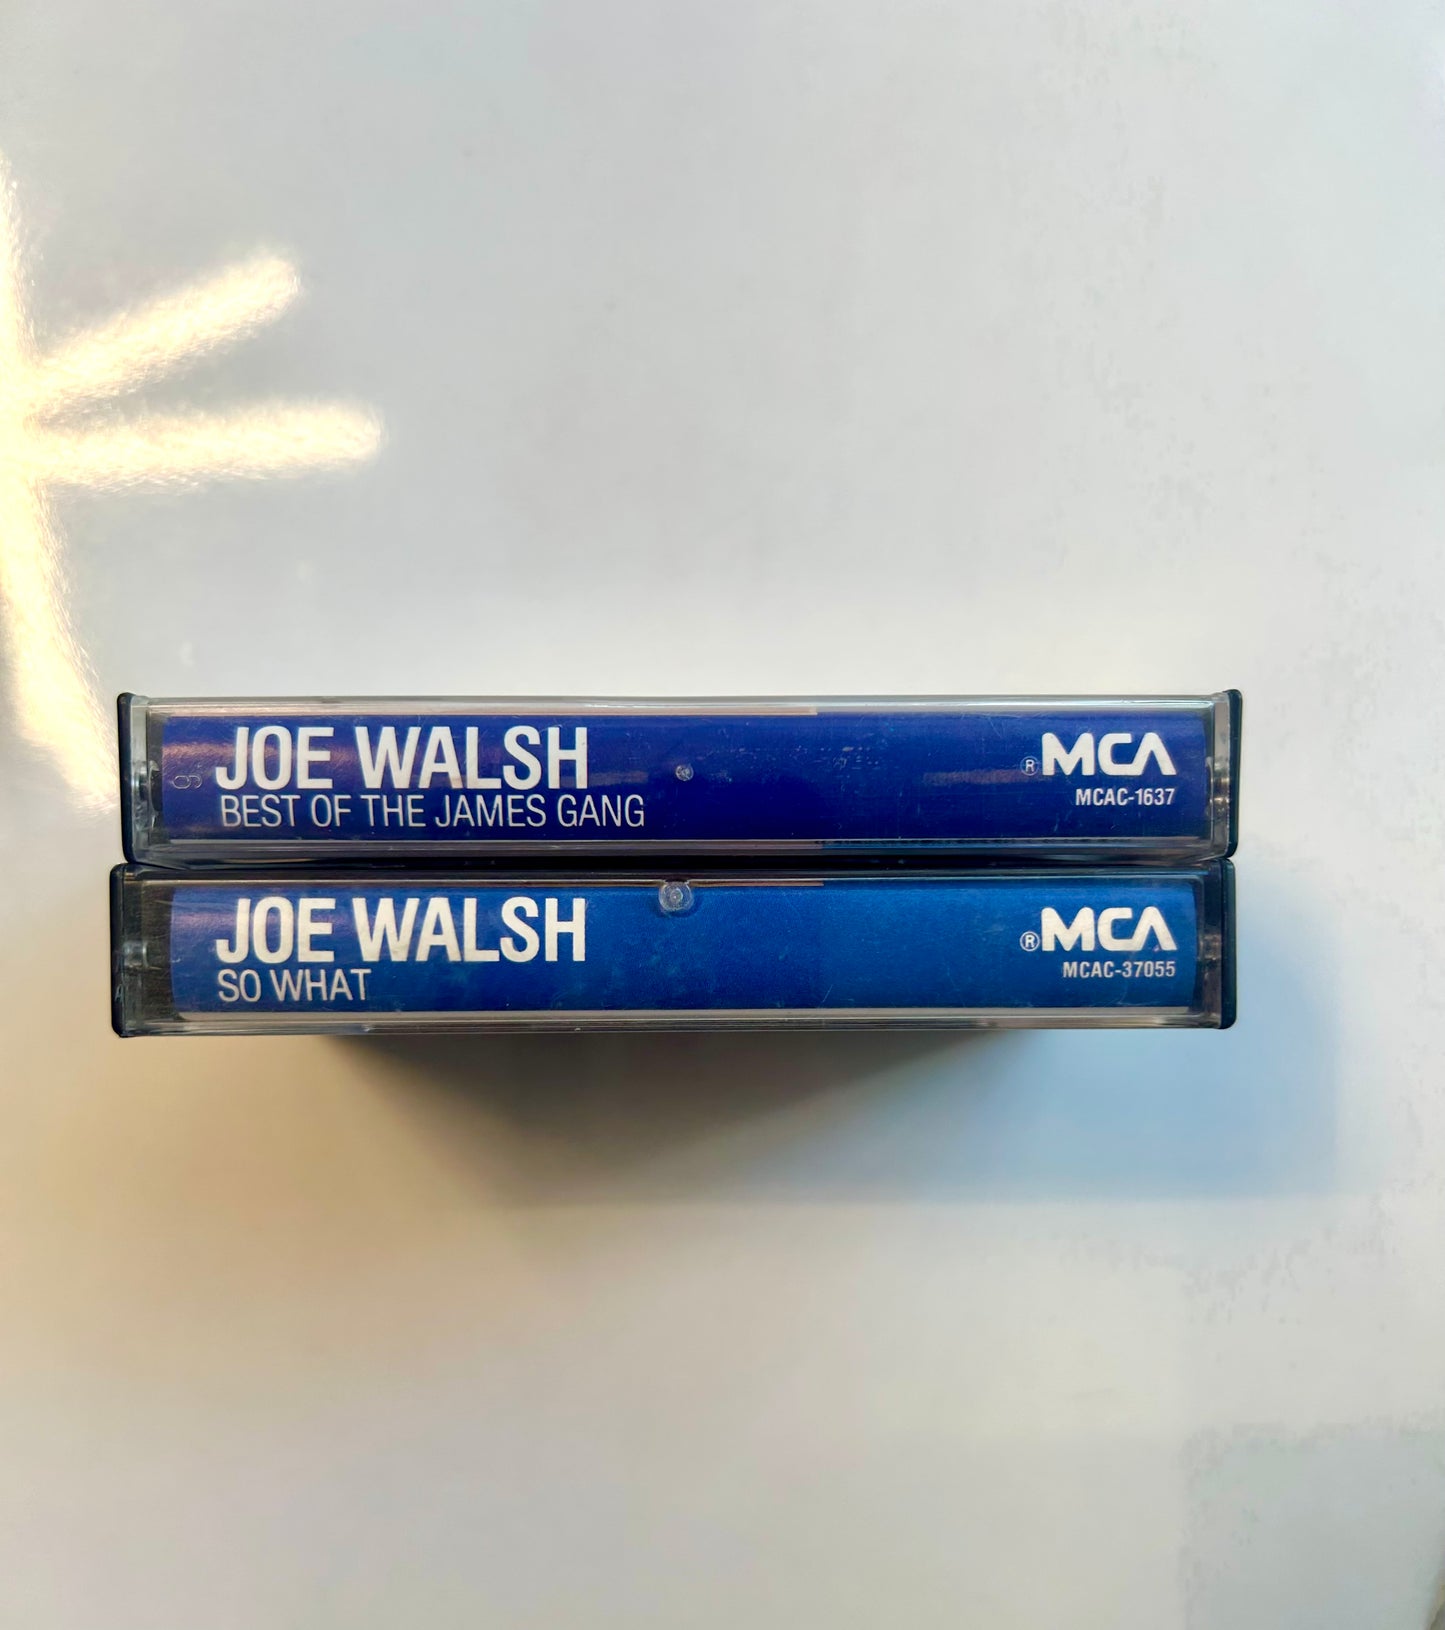 JOE WALSH
BEST OF THE JAMES GANG
® MCA
MCAC-1637
JOE WALSH
SO WHAT
® MCA
MCAC-37055